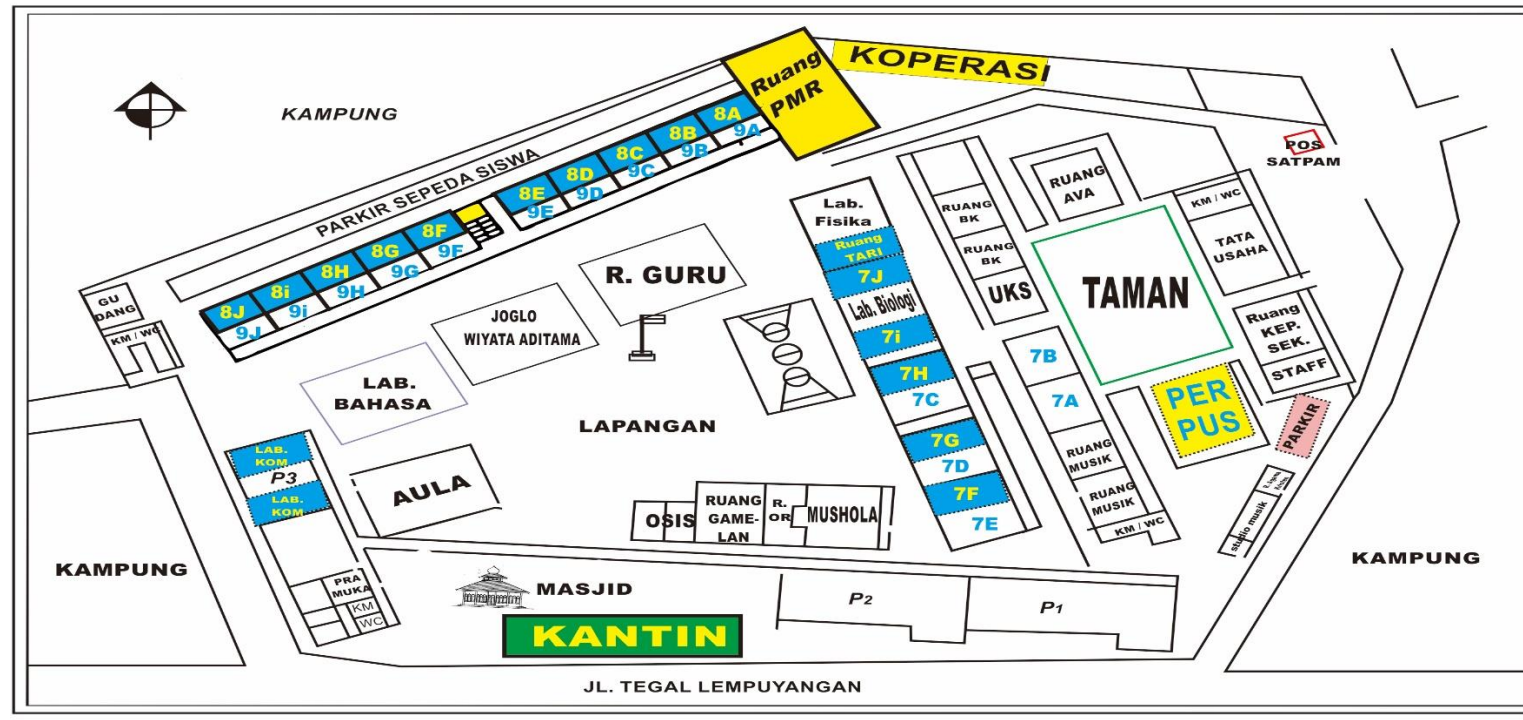 KOPERASI
Ruang
PMR
KAMPUNG
PARKIR SEPEDA SISWA
8A
9A
8B
9B
8C
9C
8D
9D
8E
9E
8F
9F
8G
9G
8H
9H
8i
9i
8J
9J
GU
DANG
KM / WC
POS
SATPAM
Lab.
Fisika
Ruang
TARI
7J
Lab. Biologi
7i
7H
7C
7G
7D
7F
7E
RUANG
BK
RUANG
BK
UKS
RUANG
AVA
KM / WC
TATA
USAHA
TAMAN
Ruang
KEP.
SEK.
STAFF
7B
7A
PER
PUS
PARKIR
RUANG
MUSIK
RUANG
MUSIK
KM / WC
studio musik
R. GURU
JOGLO
WIYATA ADITAMA
LAB.
BAHASA
LAPANGAN
LAB.
KOM
P3
LAB.
KOM
AULA
OSIS
RUANG
GAME-
LAN
R.
OR
MUSHOLA
KAMPUNG
PRA
MUKA
KM
WC
MASJID
P2
P1
KAMPUNG
KANTIN
JL. TEGAL LEMPUYANGAN